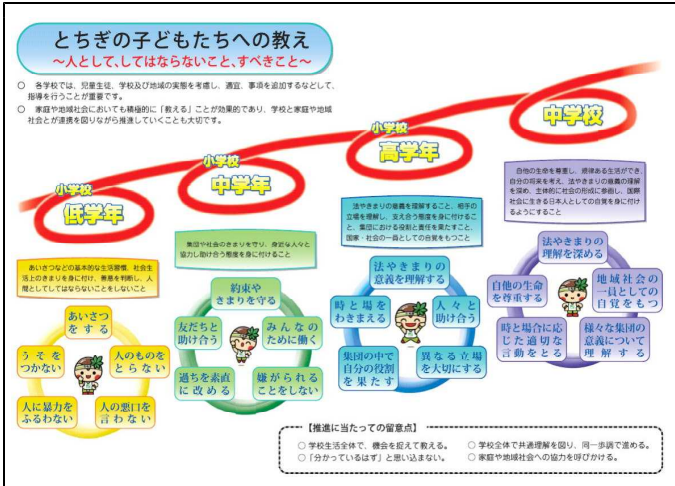 とちぎの子どもたちへの教え
～人として、してはならないこと、すべきこと～
○ 各学校では、児童生徒、学校及び地域の実態を考慮し、適宜、事項を追加するなどして、
指導を行うことが重要です。
○ 家庭や地域社会においても積極的に「教える」ことが効果的であり、学校と家庭や地域
社会とが連携を図りながら推進していくことも大切です。
小学校
低学年
あいさつなどの基本的な生活習慣、社会生
活上のきまりを身に付け、善悪を判断し、人
間としてしてはならないことをしないこと
あいさつ
をする
うそを
つかない
人のものを
とらない
人に暴力を
ふるわない
人の悪口を
言わない
小学校
中学年
集団や社会のきまりを守り、身近な人々と
協力し助け合う態度を身に付けること
約束や
きまりを守る
友だちと
助け合う
みんなの
ために働く
過ちを素直
に改める
嫌がられる
ことをしない
小学校
高学年
法やきまりの意義を理解すること、相手の
立場を理解し、支え合う態度を身に付けるこ
と、集団における役割と責任を果たすこと、
国家・社会の一員としての自覚をもつこと
法やきまりの
意義を理解する
時と場を
わきまえる
人々と
助け合う
集団の中で
自分の役割
を果たす
異なる立場
を大切にする
中学校
自他の生命を尊重し、規律ある生活ができ、
自分の将来を考え、法やきまりの意義の理解
を深め、主体的に社会の形成に参画し、国際
社会に生きる日本人としての自覚を身に付け
るようにすること
法やきまりの
理解を深める
自他の生命
を尊重する
地域社会の
一員としての
自覚をもつ
時と場合に応
じた適切な
言動をとる
様々な集団の
意義について
理解する
【推進に当たっての留意点】
○ 学校生活全体で、機会を捉えて教える。
○ 学校全体で共通理解を図り、同一歩調で進める。
○ 「分かっているはず」と思い込まない。
○ 家庭や地域社会への協力を呼びかける。